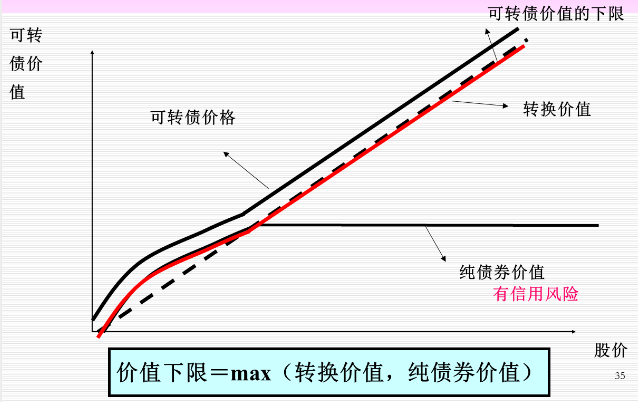 可转债价值的下限
可转
债价
值
可转债价格
转换价值
纯债券价值
有信用风险
股价
价值下限＝max（转换价值，纯债券价值）
35